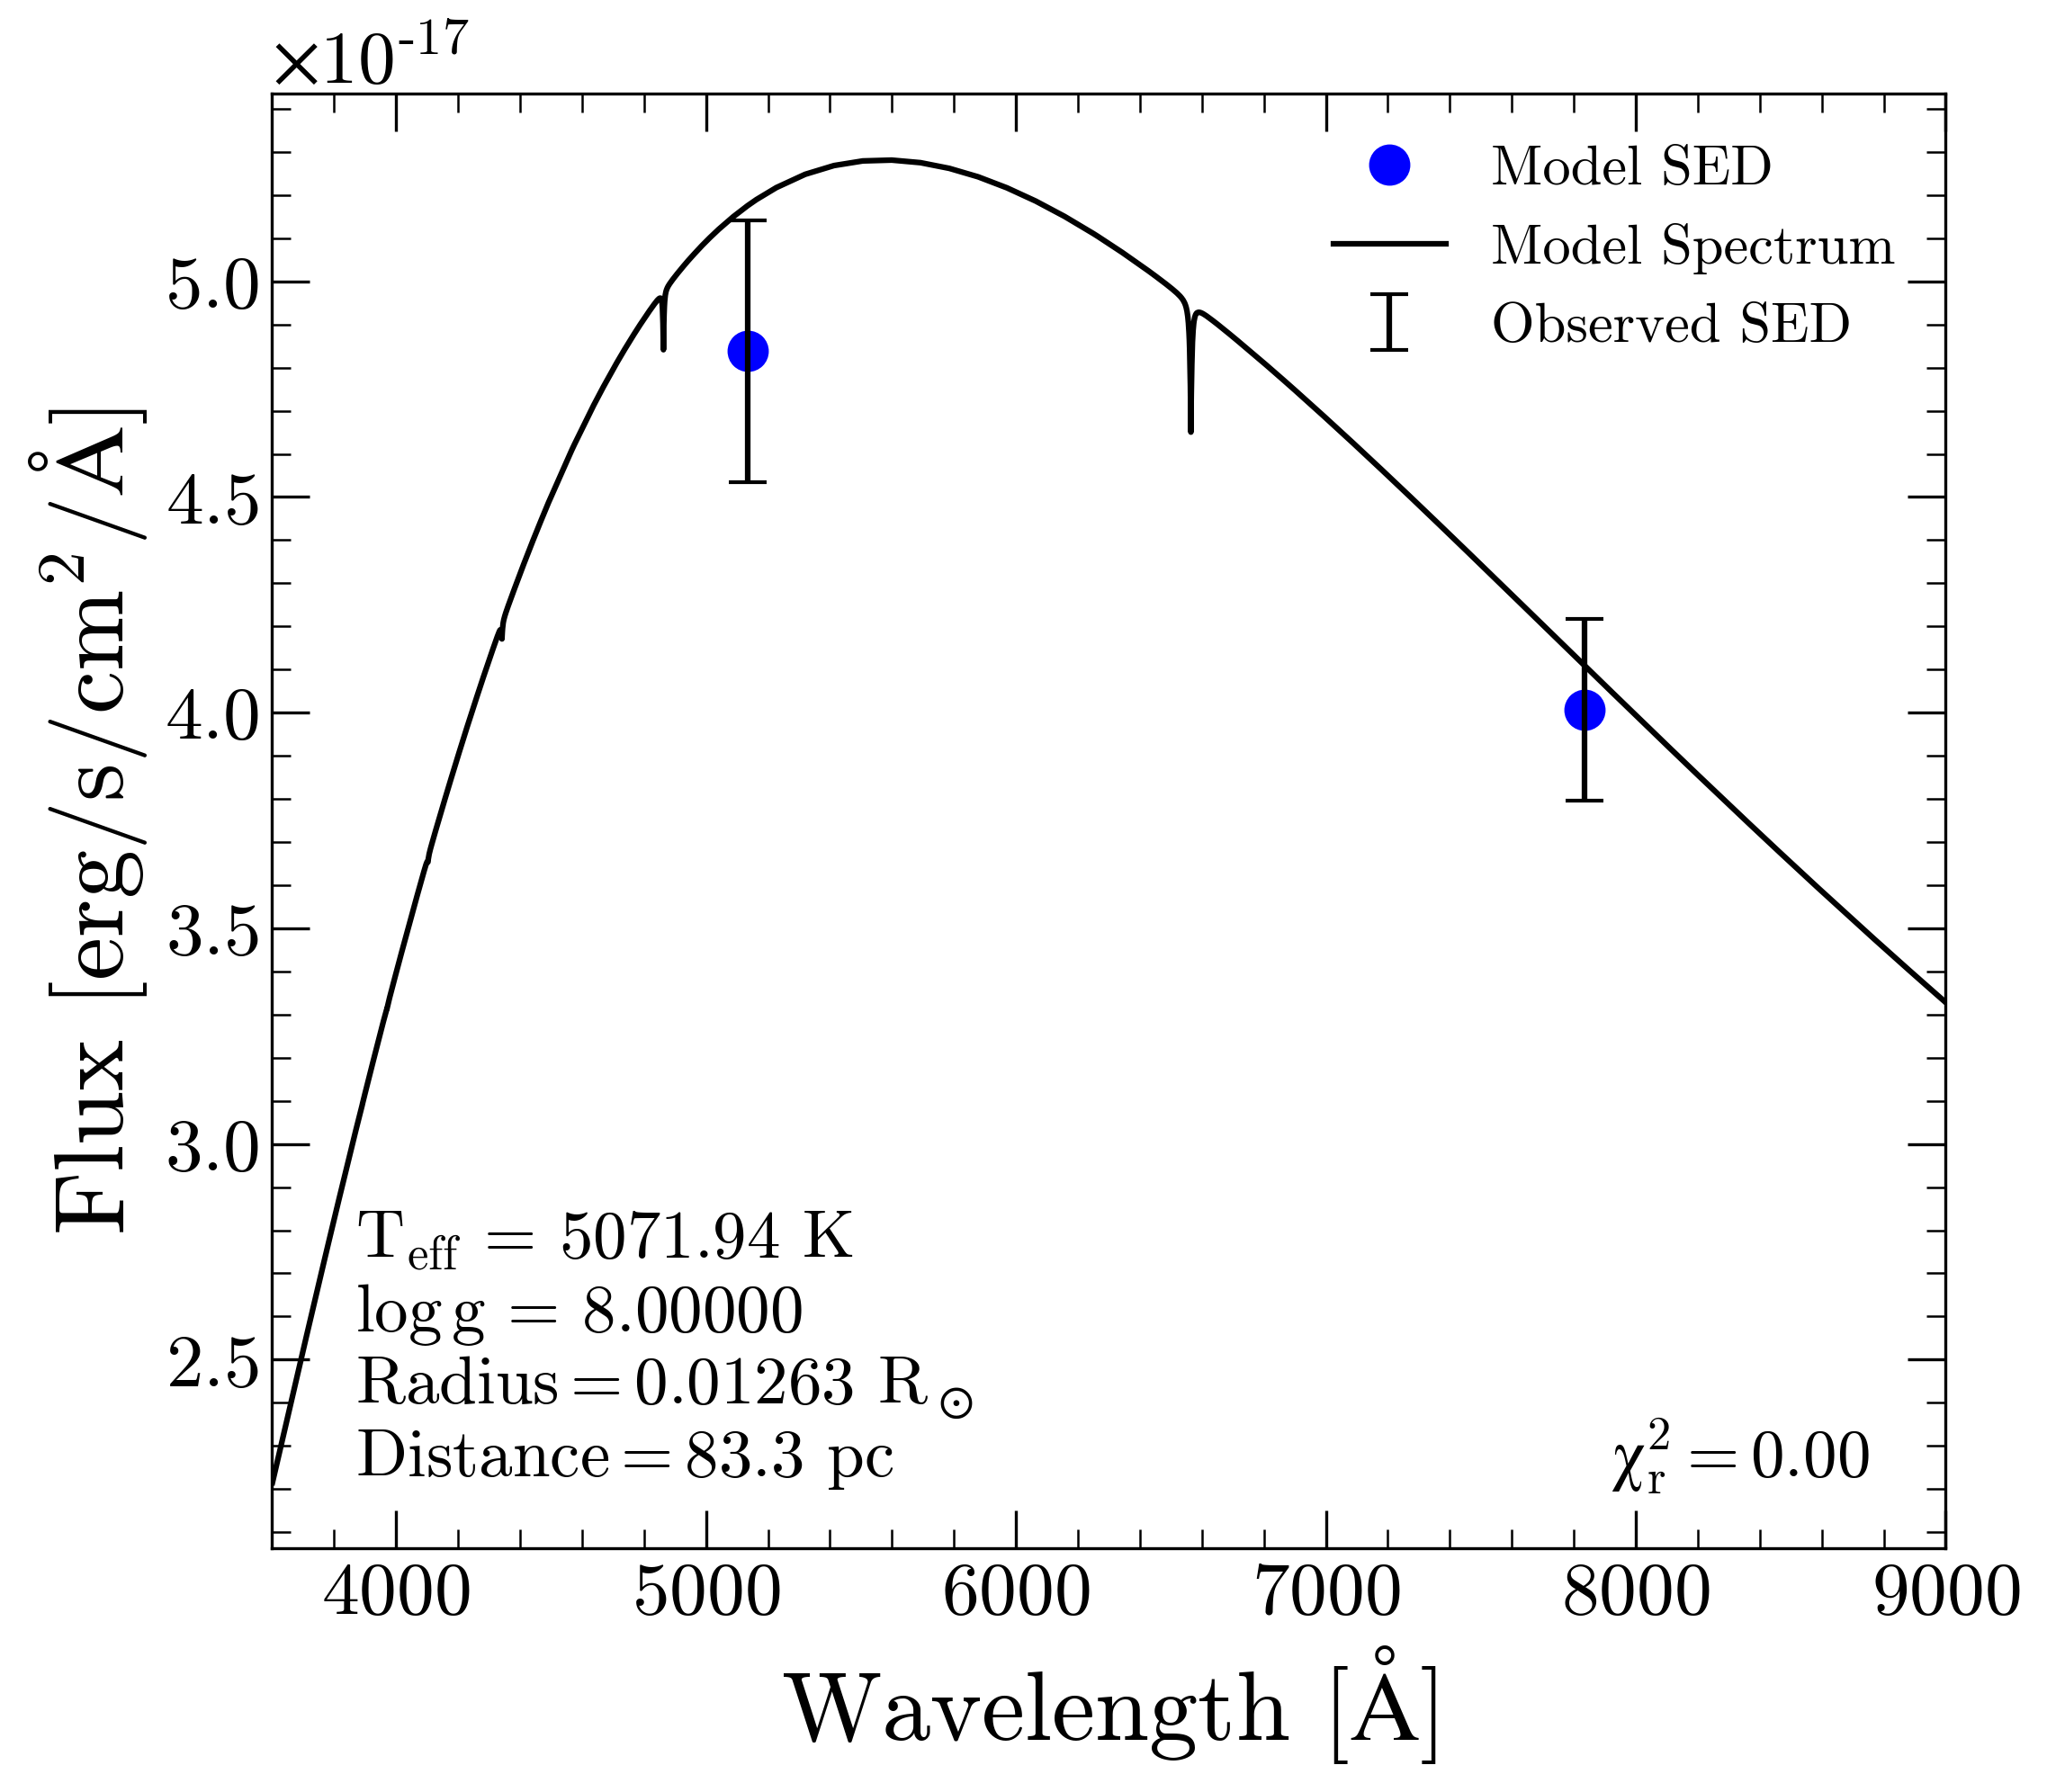 ×10⁻¹⁷
Model SED
Model Spectrum
Observed SED
Flux [erg/s/cm²/Å]
5.0
4.5
4.0
3.5
3.0
2.5
T_eff = 5071.94 K
log g = 8.00000
Radius = 0.01263 R_⊙
Distance = 83.3 pc
χ²_r = 0.00
4000 5000 6000 7000 8000 9000
Wavelength [Å]